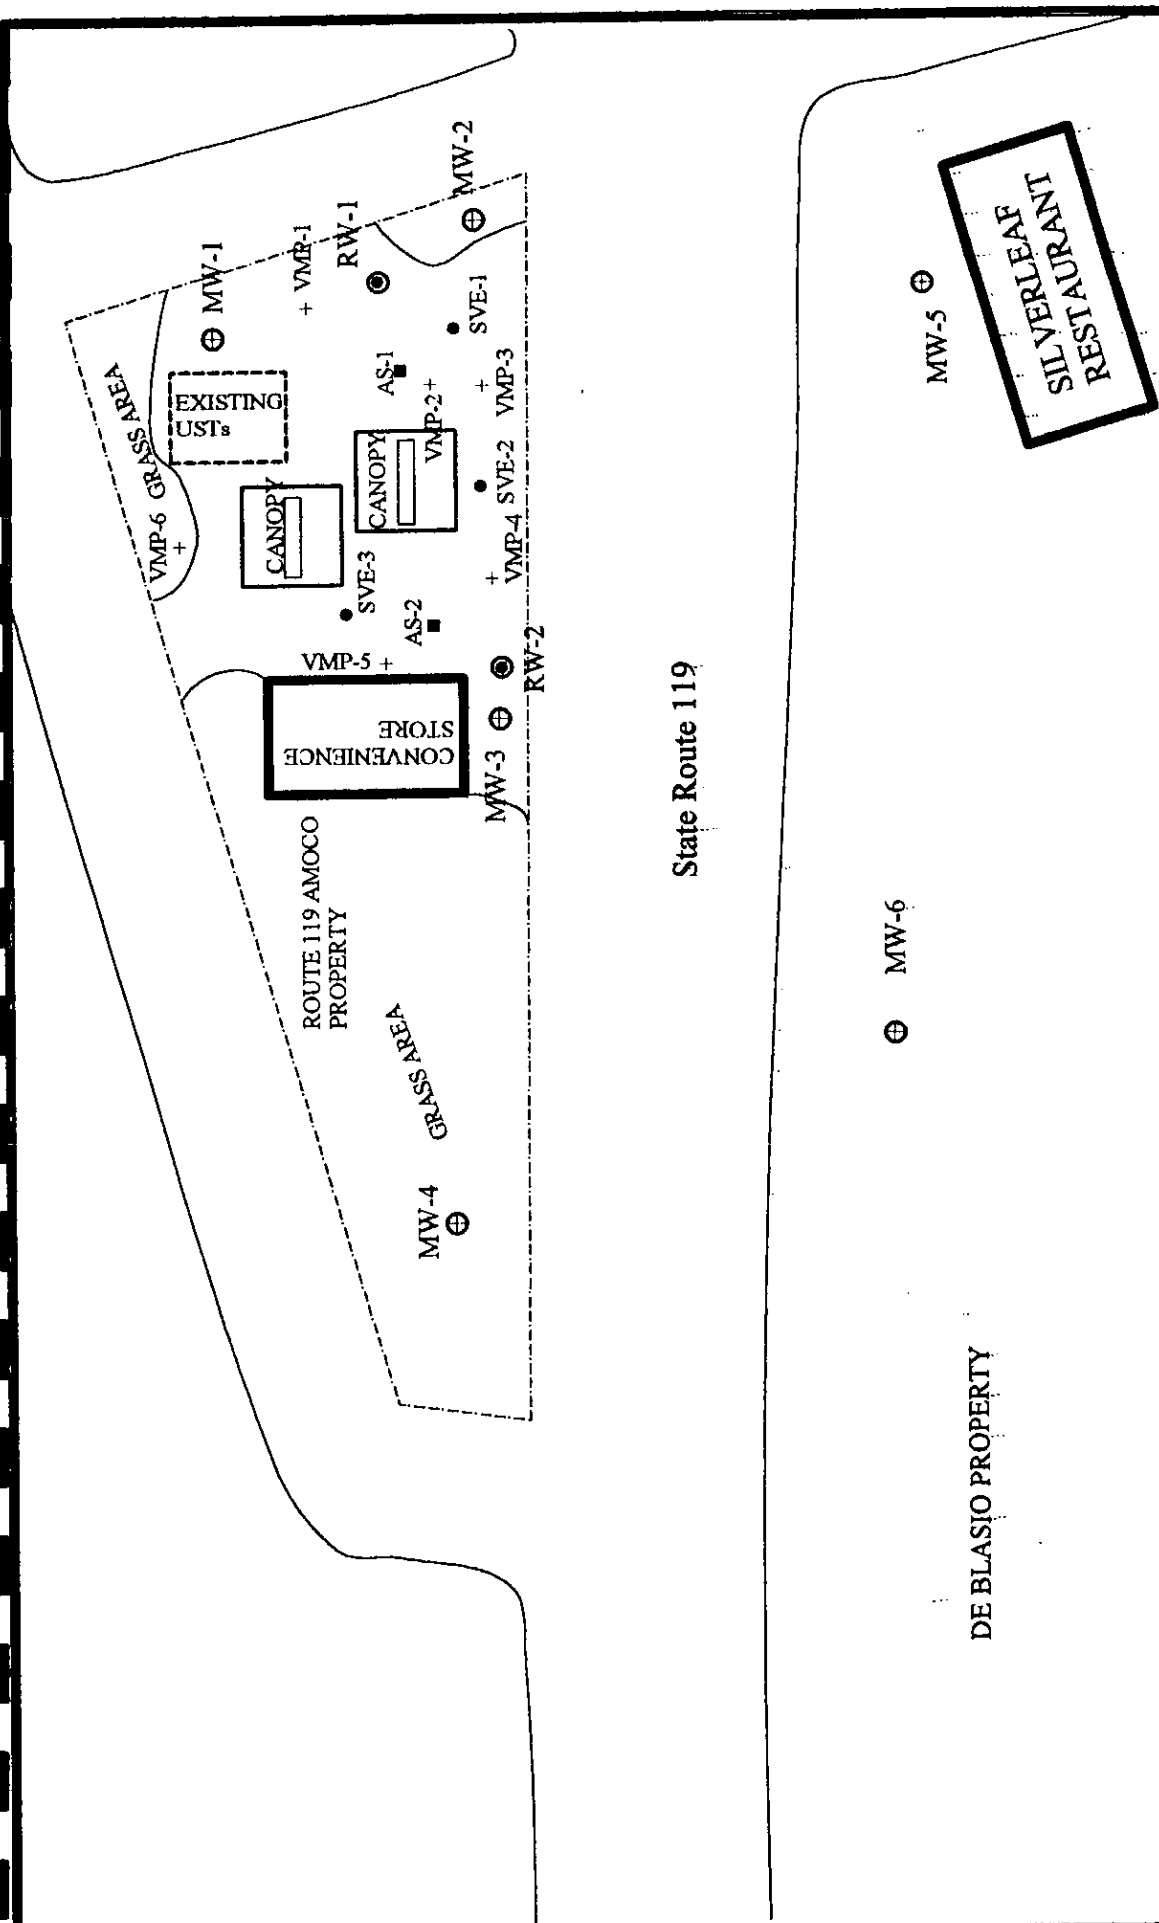 MW-2
MW-1
VMP-1
RW-1
SVE-1
AS-1
VMP-2
VMP-3
GRASS AREA
EXISTING
USTs
CANOPY
CANOPY
SVE-2
VMP-4
VMP-6
SVE-3
AS-2
VMP-5
RW-2
MW-3
CONVENIENCE
STORE
ROUTE 119 AMOCO
PROPERTY
GRASS AREA
MW-4
State Route 119
SILVERLEAF
RESTAURANT
MW-5
MW-6
DE BLASIO PROPERTY